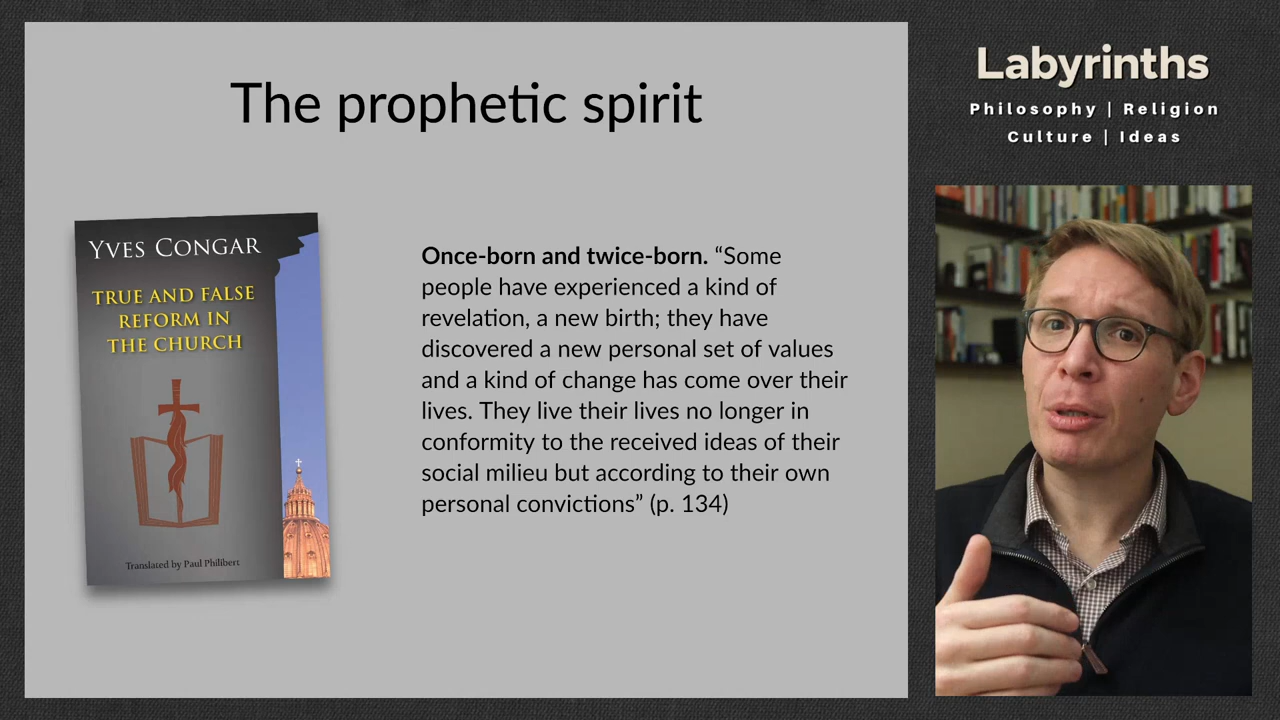 The prophetic spirit
YVES CONGAR
TRUE AND FALSE
REFORM IN
THE CHURCH
Translated by Paul Philibert
Once-born and twice-born. “Some
people have experienced a kind of
revelation, a new birth; they have
discovered a new personal set of values
and a kind of change has come over their
lives. They live their lives no longer in
conformity to the received ideas of their
social milieu but according to their own
personal convictions” (p. 134)
Labyrinths
Philosophy | Religion
Culture | Ideas